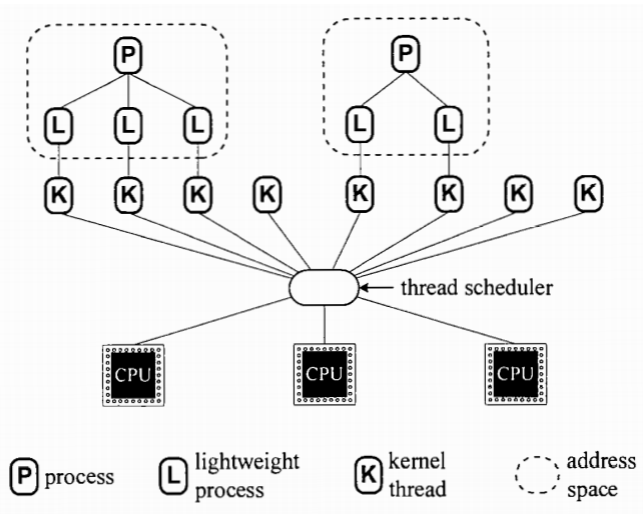 P P
L L L L L
K K K K K K K K
thread scheduler
CPU CPU CPU
P process
L lightweight process
K kernel thread
address space